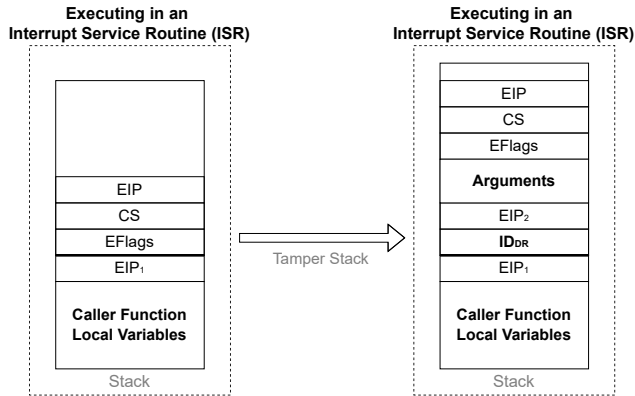 Executing in an
Interrupt Service Routine (ISR)
EIP
CS
EFlags
EIP₁
Caller Function
Local Variables
Stack
Tamper Stack
Executing in an
Interrupt Service Routine (ISR)
EIP
CS
EFlags
Arguments
EIP₂
IDDR
EIP₁
Caller Function
Local Variables
Stack